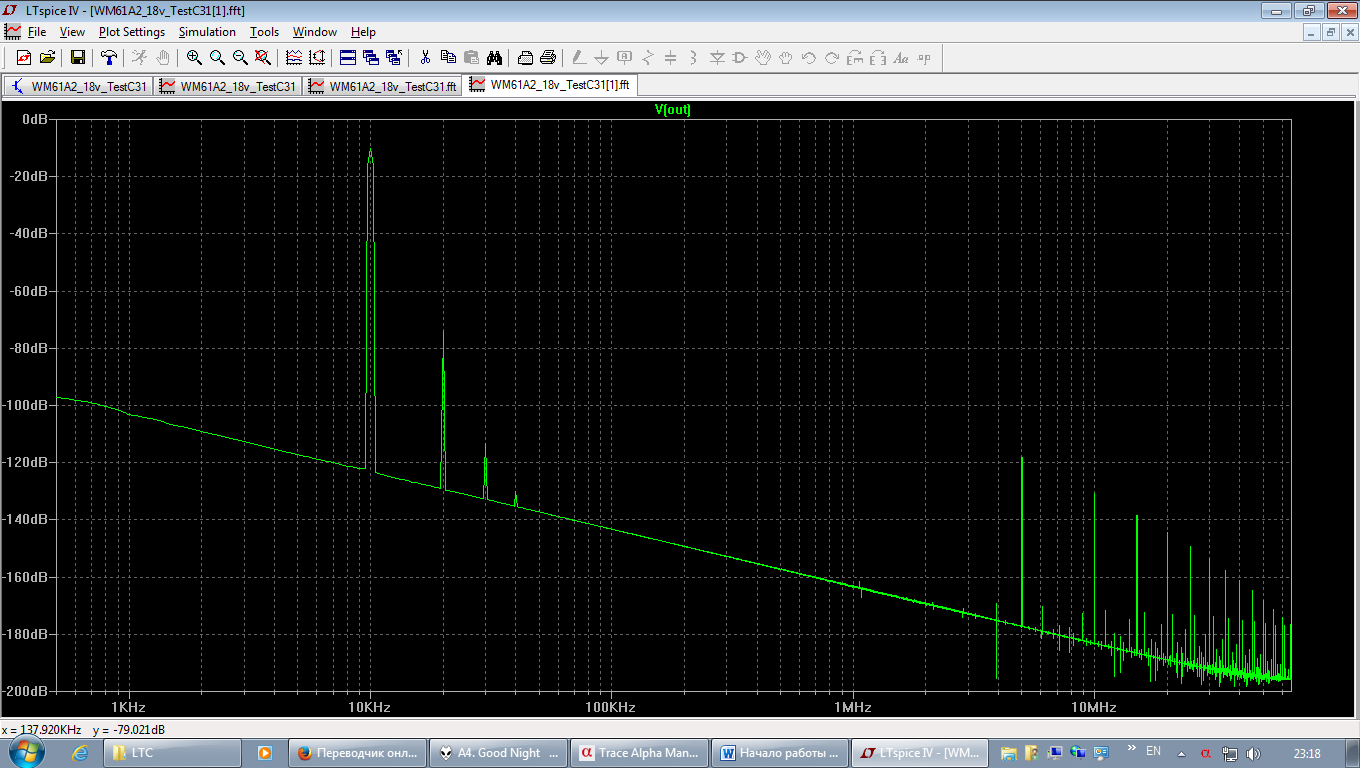 LTspice IV - [WM61A2_18v_TestC31[1].fft]
File View Plot Settings Simulation Tools Window Help
WM61A2_18v_TestC31 WM61A2_18v_TestC31 WM61A2_18v_TestC31.fft WM61A2_18v_TestC31[1].fft
V(out)
0dB
-20dB
-40dB
-60dB
-80dB
-100dB
-120dB
-140dB
-160dB
-180dB
-200dB
1KHz 10KHz 100KHz 1MHz 10MHz
x = 137.920KHz y = -79.021dB
LTC Переводчик онл... A4. Good Night ... Trace Alpha Man... Начало работы ... LTspice IV - [WM... EN 23:18